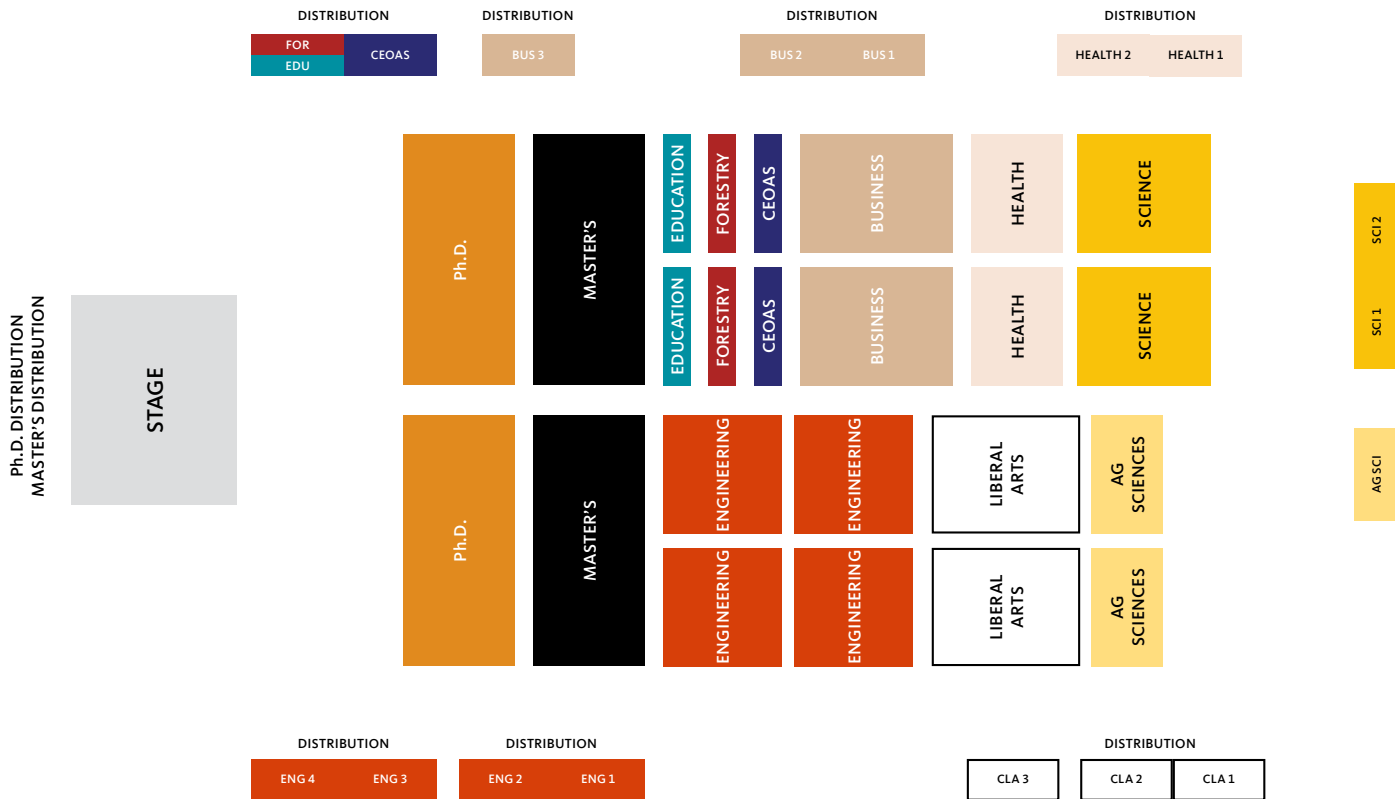 DISTRIBUTION
DISTRIBUTION
DISTRIBUTION
DISTRIBUTION
FOR
EDU
CEOAS
BUS 3
BUS 2
BUS 1
HEALTH 2
HEALTH 1
Ph.D. DISTRIBUTION
MASTER'S DISTRIBUTION
STAGE
Ph.D.
MASTER'S
EDUCATION
FORESTRY
CEOAS
BUSINESS
HEALTH
SCIENCE
EDUCATION
FORESTRY
CEOAS
BUSINESS
HEALTH
SCIENCE
SCI 2
SCI 1
Ph.D.
MASTER'S
ENGINEERING
ENGINEERING
LIBERAL
ARTS
AG
SCIENCES
ENGINEERING
ENGINEERING
LIBERAL
ARTS
AG
SCIENCES
AG SCI
DISTRIBUTION
DISTRIBUTION
DISTRIBUTION
ENG 4
ENG 3
ENG 2
ENG 1
CLA 3
CLA 2
CLA 1